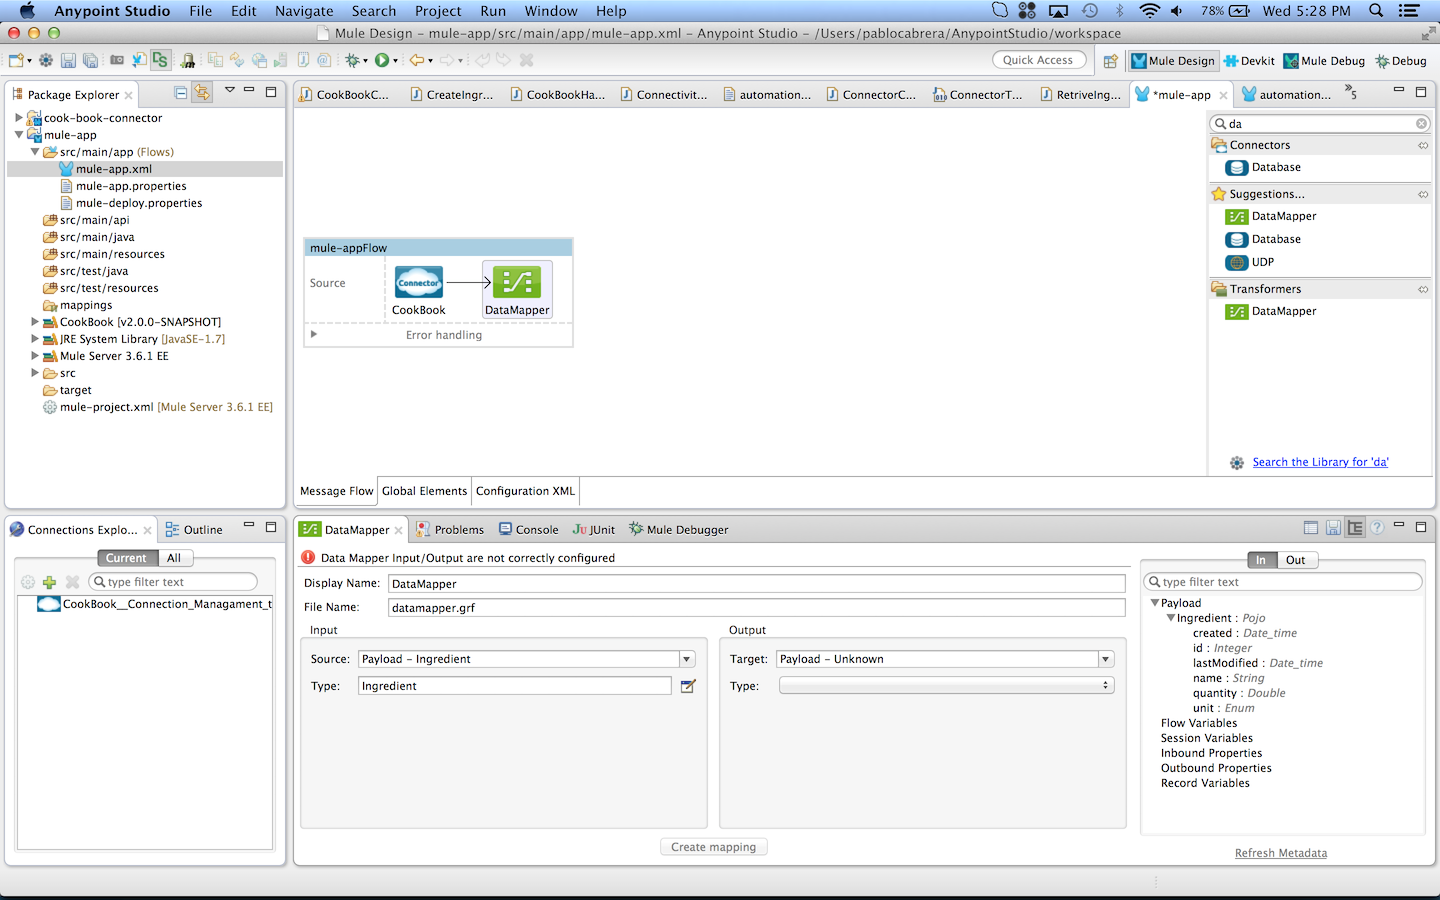 Anypoint Studio File Edit Navigate Search Project Run Window Help 78% Wed 5:28 PM
Mule Design – mule-app/src/main/app/mule-app.xml – Anypoint Studio – /Users/pablocabrera/AnypointStudio/workspace
Quick Access Mule Design Devkit Mule Debug Debug
Package Explorer
CookBookC... CreateIngr... CookBookHa... Connectivit... automation... ConnectorC... ConnectorT... RetriveIng... *mule-app automation... »5
cook-book-connector
mule-app
src/main/app (Flows)
mule-app.xml
mule-app.properties
mule-deploy.properties
src/main/api
src/main/java
src/main/resources
src/test/java
src/test/resources
mappings
CookBook [v2.0.0-SNAPSHOT]
JRE System Library [JavaSE-1.7]
Mule Server 3.6.1 EE
src
target
mule-project.xml [Mule Server 3.6.1 EE]
mule-appFlow
Source
Connector
CookBook
DataMapper
Error handling
da
Connectors
Database
Suggestions...
DataMapper
Database
UDP
Transformers
DataMapper
Search the Library for 'da'
Message Flow Global Elements Configuration XML
Connections Explo... Outline
Current All
type filter text
CookBook__Connection_Managament_t
DataMapper Problems Console JUnit Mule Debugger
Data Mapper Input/Output are not correctly configured
Display Name: DataMapper
File Name: datamapper.grf
Input
Source: Payload – Ingredient
Type: Ingredient
Output
Target: Payload – Unknown
Type:
Create mapping
In Out
type filter text
Payload
Ingredient : Pojo
created : Date_time
id : Integer
lastModified : Date_time
name : String
quantity : Double
unit : Enum
Flow Variables
Session Variables
Inbound Properties
Outbound Properties
Record Variables
Refresh Metadata